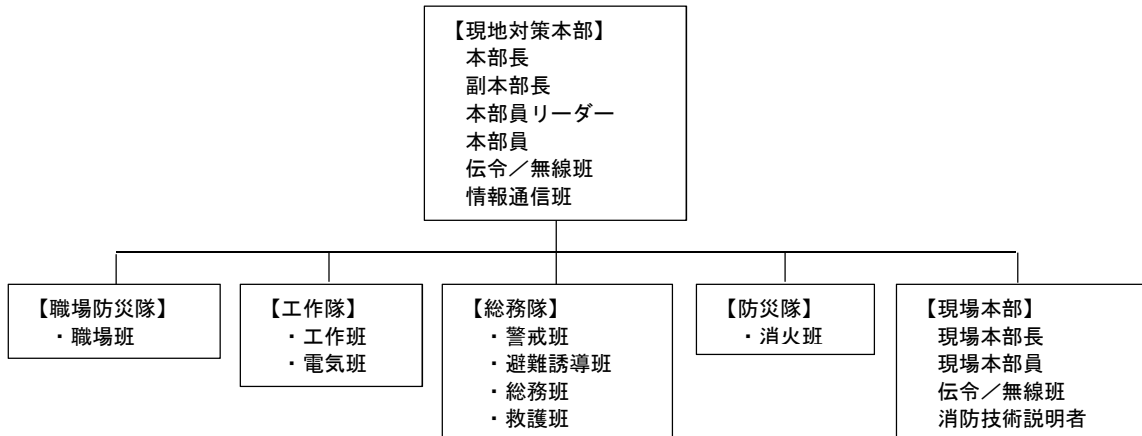 【現地対策本部】
本部長
副本部長
本部員リーダー
本部員
伝令／無線班
情報通信班
【職場防災隊】
・職場班
【工作隊】
・工作班
・電気班
【総務隊】
・警戒班
・避難誘導班
・総務班
・救護班
【防災隊】
・消火班
【現場本部】
現場本部長
現場本部員
伝令／無線班
消防技術説明者